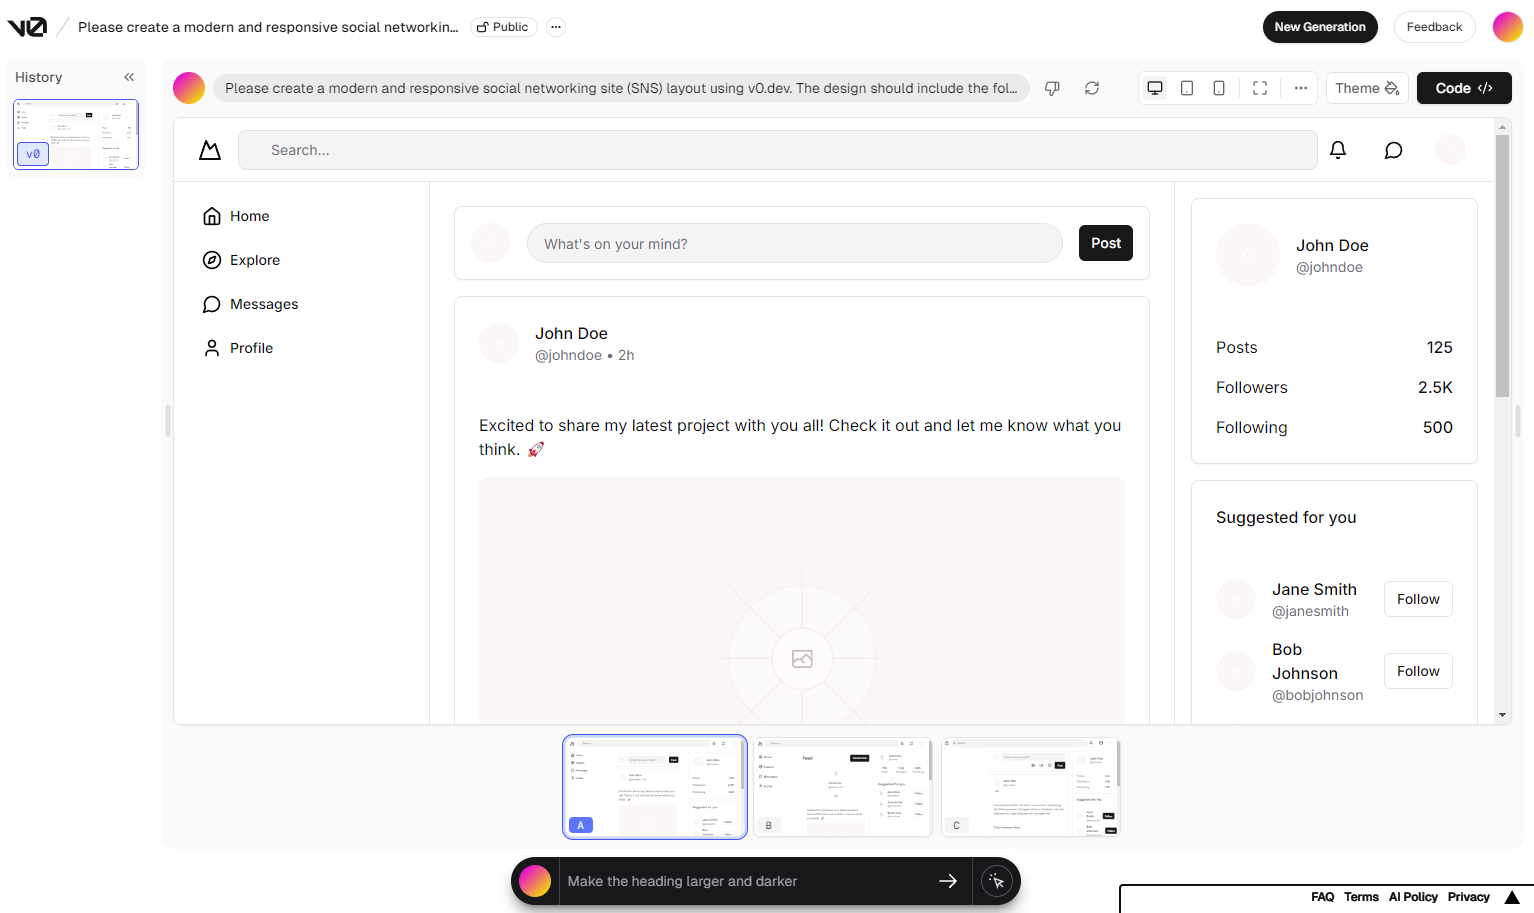 v0
Please create a modern and responsive social networkin...
Public
New Generation
Feedback
History
v0
Please create a modern and responsive social networking site (SNS) layout using v0.dev. The design should include the fol...
Theme
Code </>
Search...
Home
Explore
Messages
Profile
What's on your mind?
Post
John Doe
@johndoe • 2h
Excited to share my latest project with you all! Check it out and let me know what you
think. 🚀
John Doe
@johndoe
Posts 125
Followers 2.5K
Following 500
Suggested for you
Jane Smith
@janesmith
Follow
Bob
Johnson
@bobjohnson
Follow
A
B
C
Make the heading larger and darker
FAQ Terms AI Policy Privacy